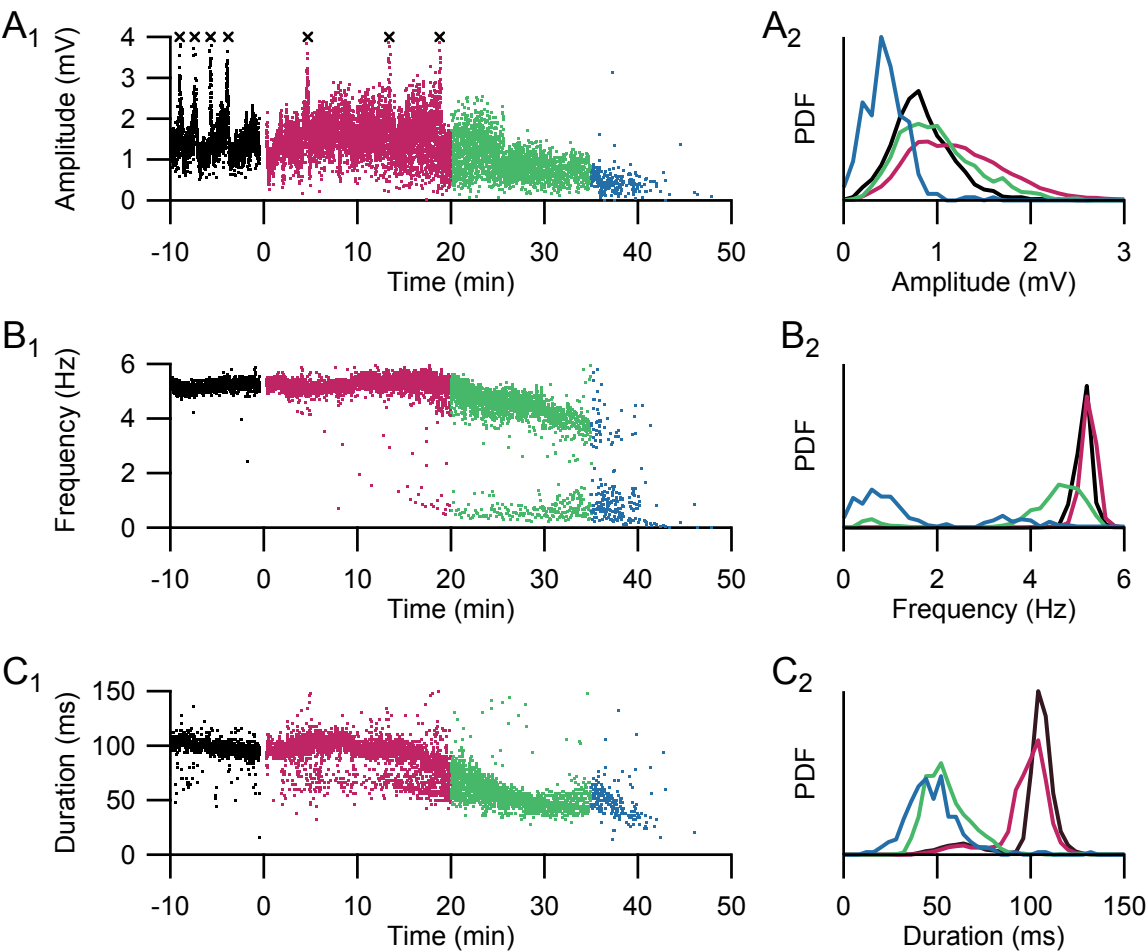 A1
Amplitude (mV)
4
3
2
1
0
-10 0 10 20 30 40 50
Time (min)
A2
PDF
0 1 2 3
Amplitude (mV)
B1
Frequency (Hz)
6
4
2
0
-10 0 10 20 30 40 50
Time (min)
B2
PDF
0 2 4 6
Frequency (Hz)
C1
Duration (ms)
150
100
50
0
-10 0 10 20 30 40 50
Time (min)
C2
PDF
0 50 100 150
Duration (ms)